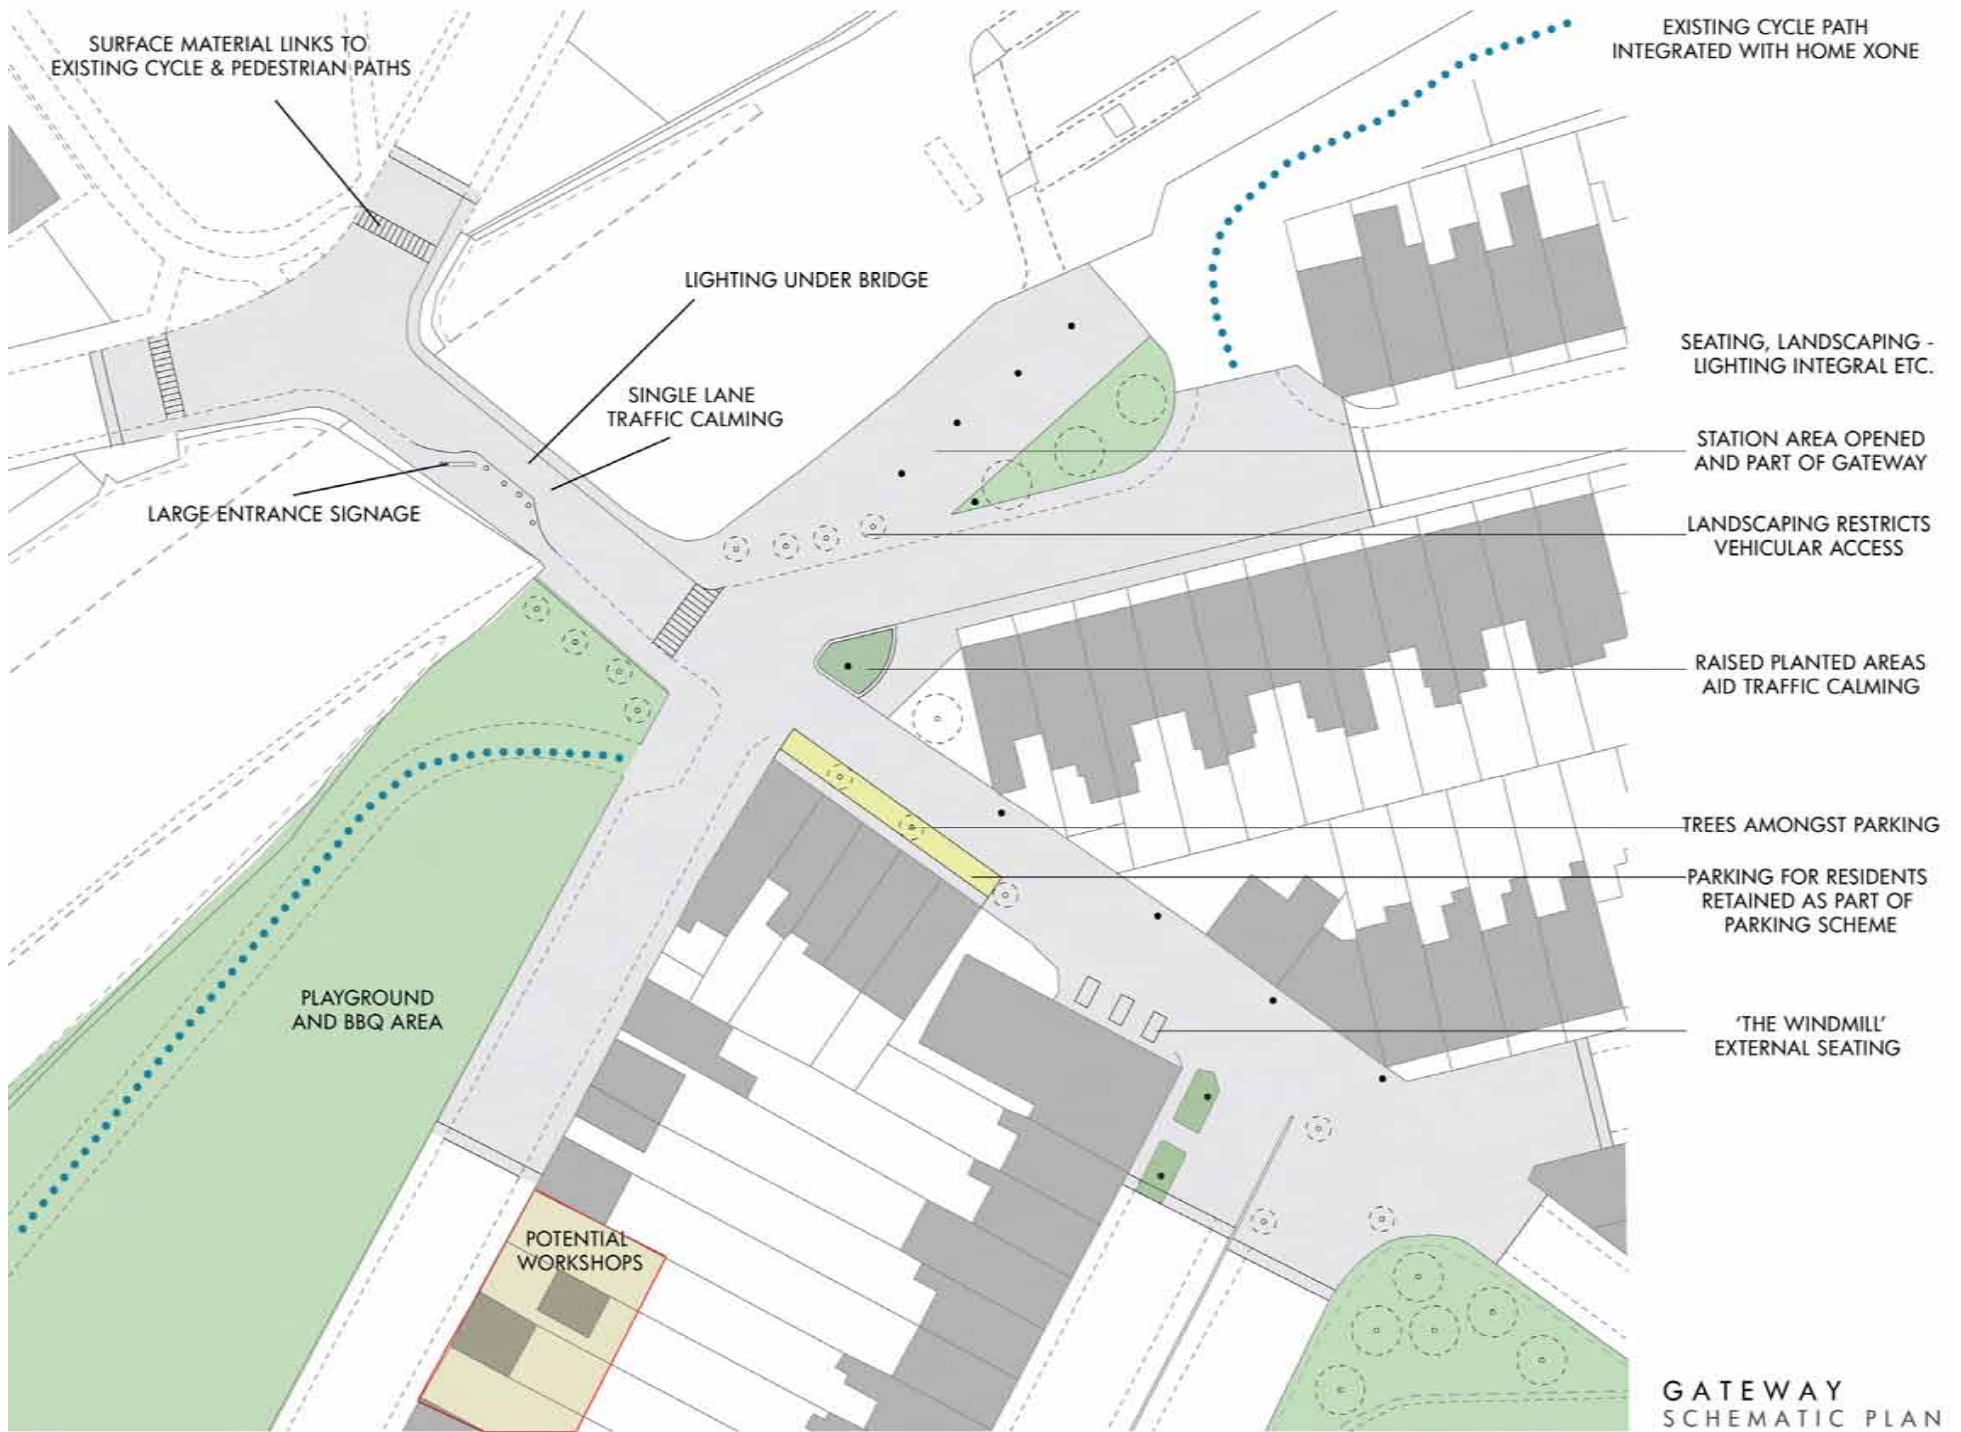 SURFACE MATERIAL LINKS TO
EXISTING CYCLE & PEDESTRIAN PATHS
EXISTING CYCLE PATH
INTEGRATED WITH HOME XONE
LIGHTING UNDER BRIDGE
SINGLE LANE
TRAFFIC CALMING
LARGE ENTRANCE SIGNAGE
SEATING, LANDSCAPING -
LIGHTING INTEGRAL ETC.
STATION AREA OPENED
AND PART OF GATEWAY
LANDSCAPING RESTRICTS
VEHICULAR ACCESS
RAISED PLANTED AREAS
AID TRAFFIC CALMING
TREES AMONGST PARKING
PARKING FOR RESIDENTS
RETAINED AS PART OF
PARKING SCHEME
'THE WINDMILL'
EXTERNAL SEATING
PLAYGROUND
AND BBQ AREA
POTENTIAL
WORKSHOPS
GATEWAY
SCHEMATIC PLAN